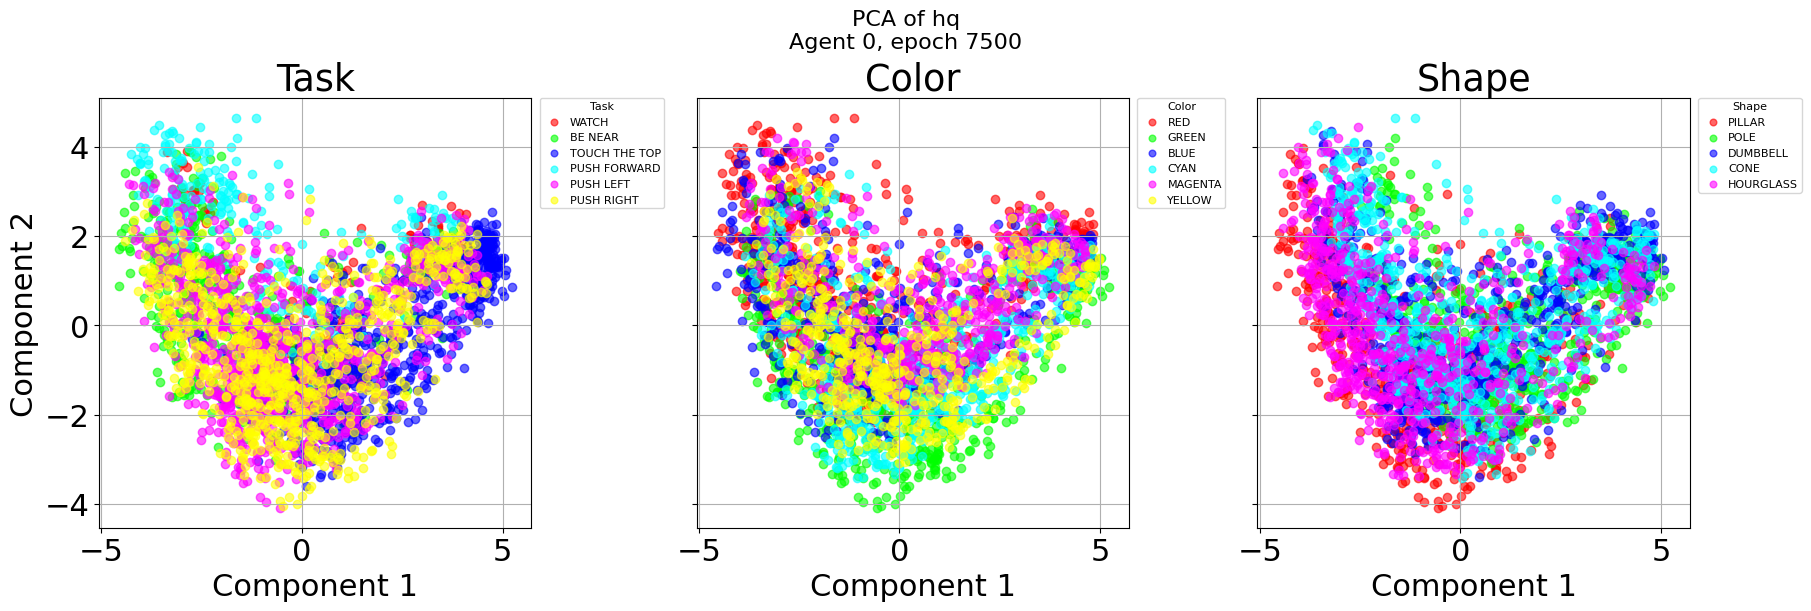 PCA of hq
Agent 0, epoch 7500
Task
Color
Shape
Component 2
4
2
0
−2
−4
−5
0
5
Component 1
−5
0
5
Component 1
−5
0
5
Component 1
Task
WATCH
BE NEAR
TOUCH THE TOP
PUSH FORWARD
PUSH LEFT
PUSH RIGHT
Color
RED
GREEN
BLUE
CYAN
MAGENTA
YELLOW
Shape
PILLAR
POLE
DUMBBELL
CONE
HOURGLASS